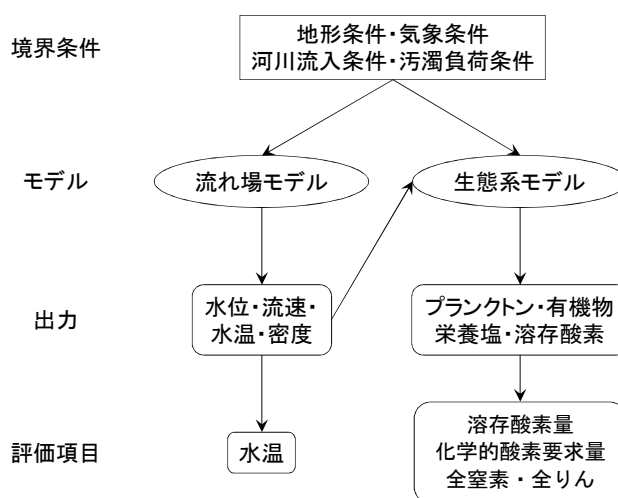 境界条件
地形条件・気象条件
河川流入条件・汚濁負荷条件
モデル
流れ場モデル
生態系モデル
出力
水位・流速・
水温・密度
プランクトン・有機物
栄養塩・溶存酸素
評価項目
水温
溶存酸素量
化学的酸素要求量
全窒素・全りん